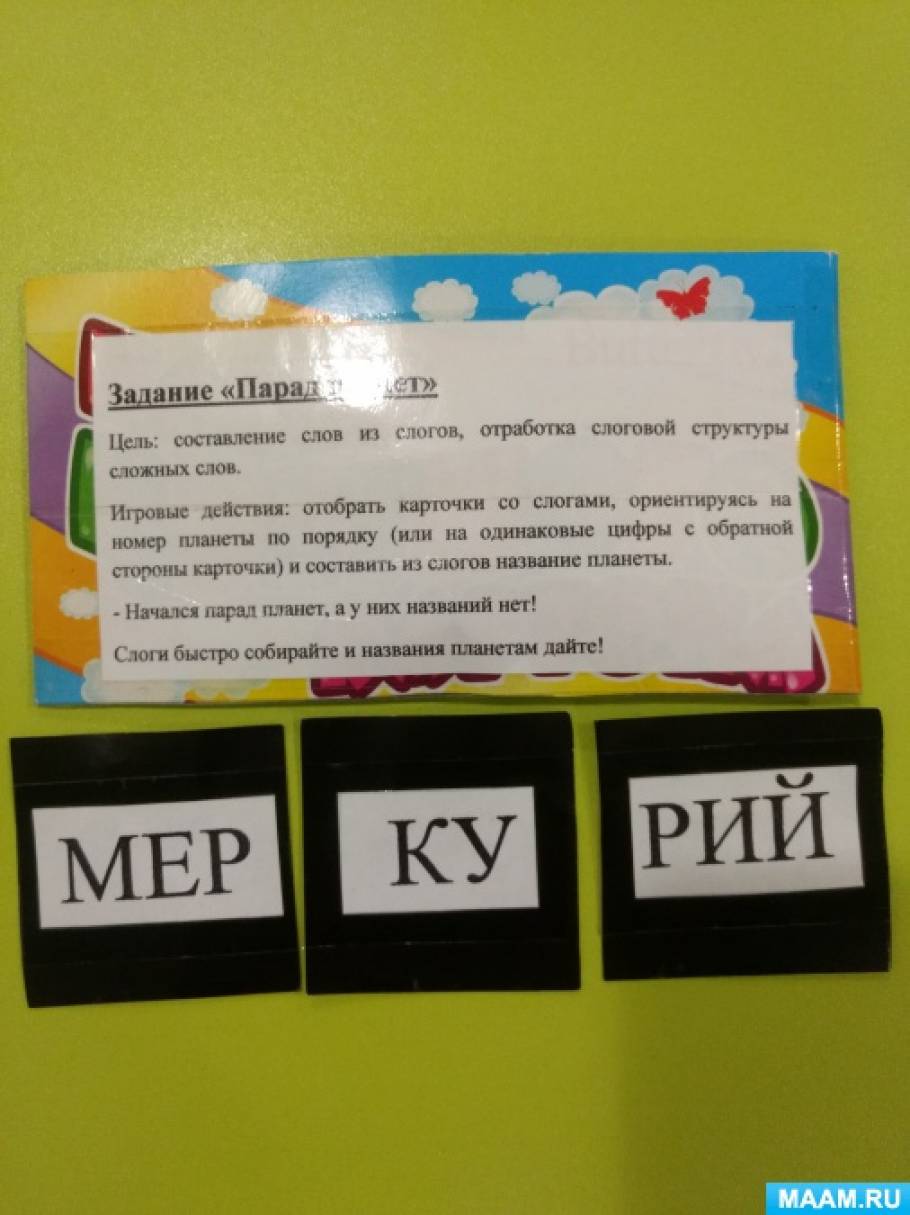 Задание «Парад
Цель: составление слов из слогов, отработка слоговой структуры
сложных слов.
Игровые действия: отобрать карточки со слогами, ориентируясь на
номер планеты по порядку (или на одинаковые цифры с обратной
стороны карточки) и составить из слогов название планеты.
- Начался парад планет, а у них названий нет!
Слоги быстро собирайте и названия планетам дайте!
МЕР КУ РИЙ
MAAM.RU